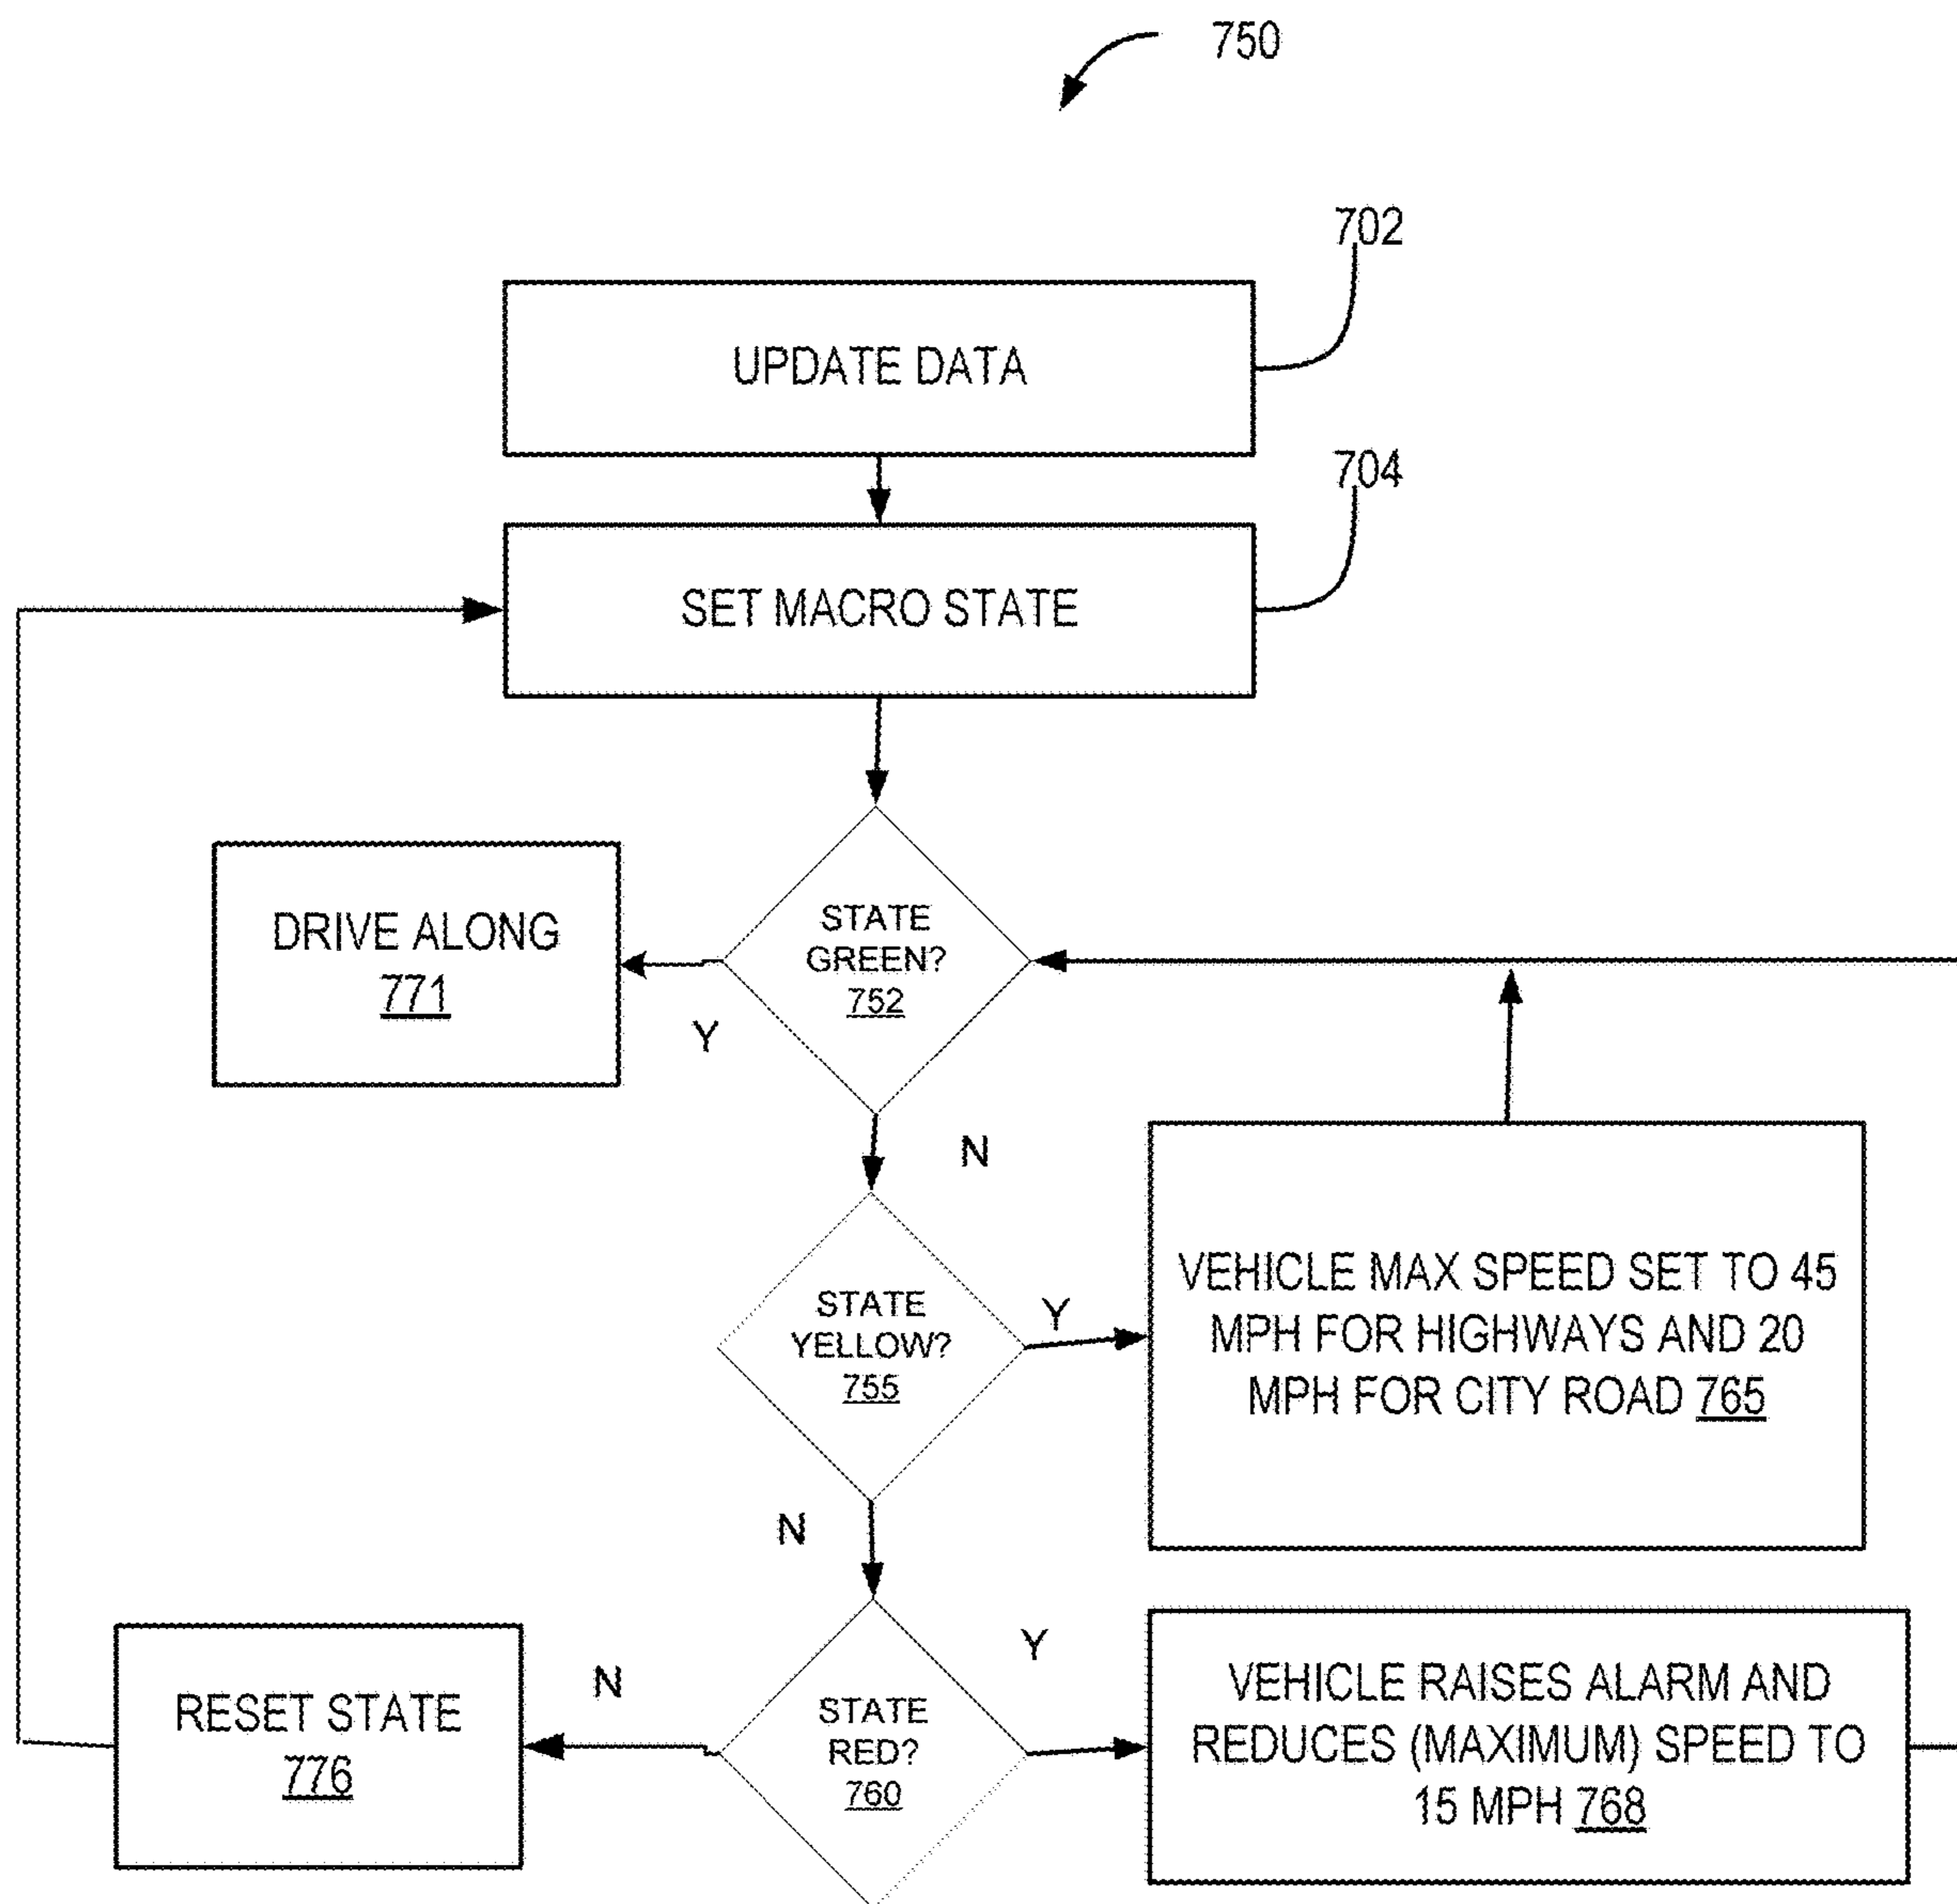 750
702
UPDATE DATA
704
SET MACRO STATE
DRIVE ALONG
771
STATE
GREEN?
752
Y
N
STATE
YELLOW?
755
Y
VEHICLE MAX SPEED SET TO 45
MPH FOR HIGHWAYS AND 20
MPH FOR CITY ROAD 765
N
RESET STATE
776
N
STATE
RED?
760
Y
VEHICLE RAISES ALARM AND
REDUCES (MAXIMUM) SPEED TO
15 MPH 768